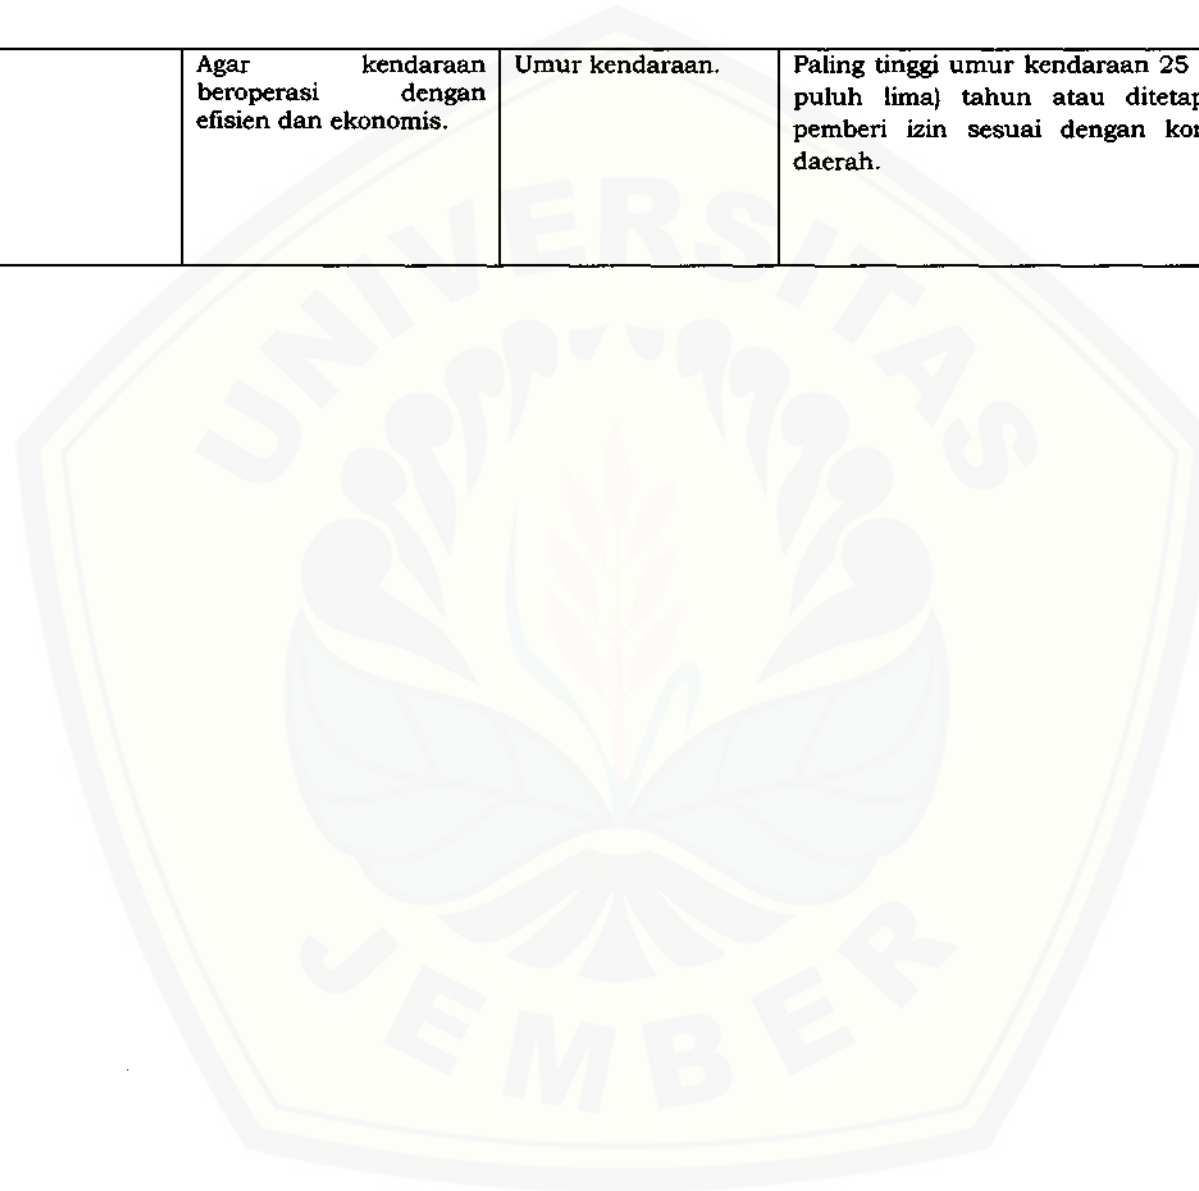 Agar kendaraan
beroperasi dengan
efisien dan ekonomis.
Umur kendaraan.
Paling tinggi umur kendaraan 25
puluh lima) tahun atau ditetap
pemberi izin sesuai dengan
daerah.
UNIVERSITAS
JEMBER